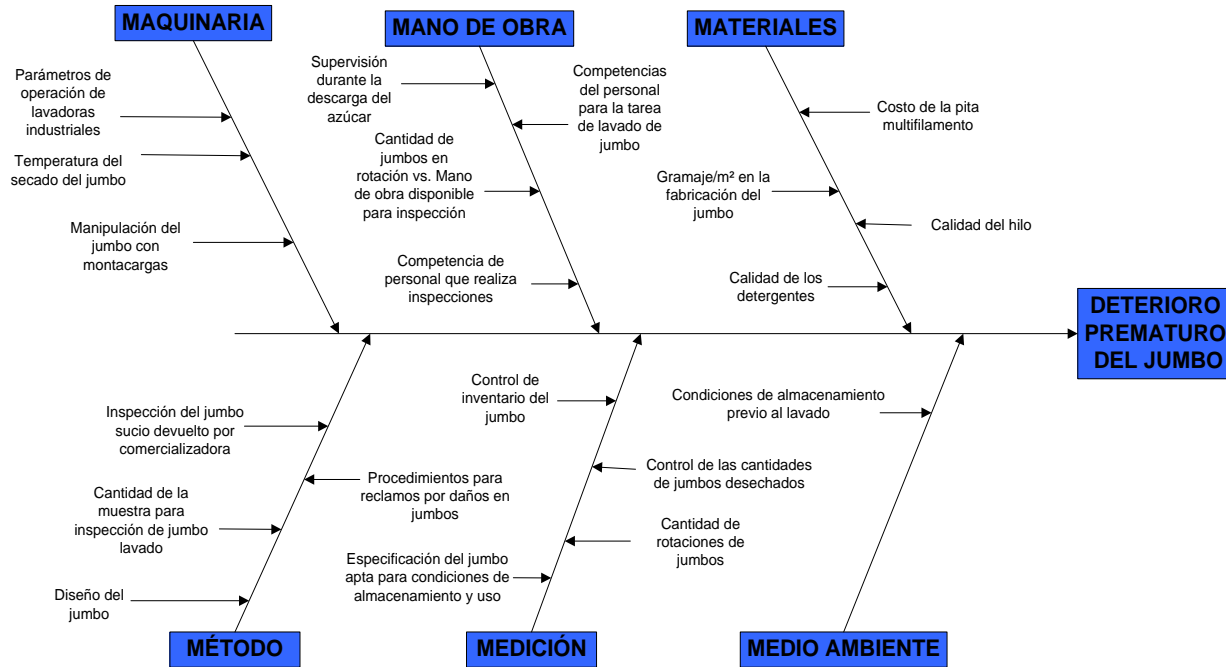 MAQUINARIA
MANO DE OBRA
MATERIALES
Parámetros de
operación de
lavadoras
industriales
Temperatura del
secado del jumbo
Manipulación del
jumbo con
montacargas
Supervisión
durante la
descarga del
azúcar
Competencias
del personal
para la tarea
de lavado de
jumbo
Cantidad de
jumbos en
rotación vs. Mano
de obra disponible
para inspección
Competencia de
personal que realiza
inspecciones
Costo de la pita
multifilamento
Gramaje/m² en la
fabricación del
jumbo
Calidad del hilo
Calidad de los
detergentes
DETERIORO
PREMATURO
DEL JUMBO
Inspección del jumbo
sucio devuelto por
comercializadora
Procedimientos para
reclamos por daños en
jumbos
Cantidad de la
muestra para
inspección de jumbo
lavado
Diseño del
jumbo
Control de
inventario del
jumbo
Control de las cantidades
de jumbos desechados
Cantidad de
rotaciones de
jumbos
Especificación del jumbo
apta para condiciones de
almacenamiento y uso
Condiciones de almacenamiento
previo al lavado
MÉTODO
MEDICIÓN
MEDIO AMBIENTE